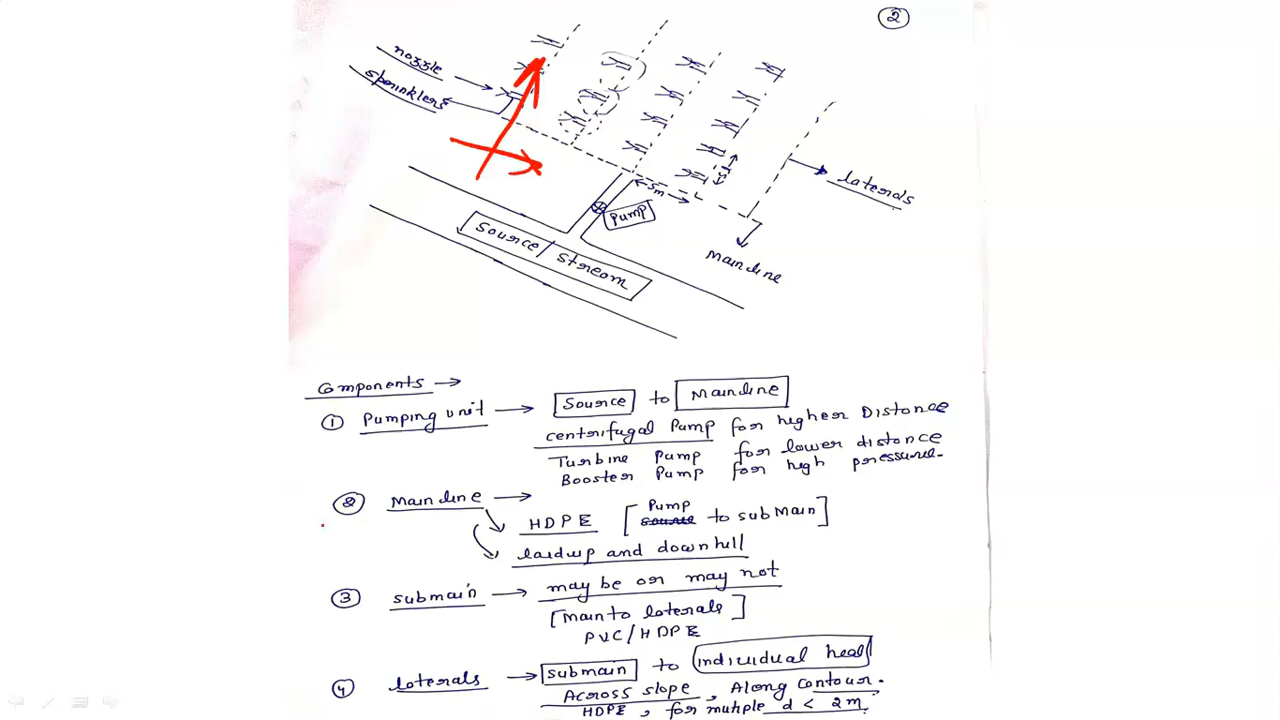 2
nozzle
sprinklers
laterals
5m
Pump
Source/stream
Mainline
Components →
① Pumping unit → Source to Mainline
centrifugal Pump for higher Distance
Turbine Pump for lower distance
Booster Pump for high pressured.
② Mainline →
HDPE [Pump source to submain]
laidup and downhill
③ submain → may be or may not
[Main to laterals]
PVC/HDPE
④ laterals → submain to individual head
Across slope, Along contour.
HDPE, for multiple d < 2m.